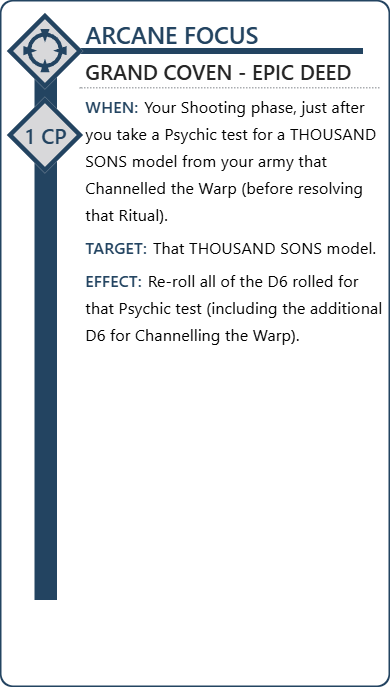 ARCANE FOCUS
GRAND COVEN - EPIC DEED
1 CP
WHEN: Your Shooting phase, just after
you take a Psychic test for a THOUSAND
SONS model from your army that
Channelled the Warp (before resolving
that Ritual).
TARGET: That THOUSAND SONS model.
EFFECT: Re-roll all of the D6 rolled for
that Psychic test (including the additional
D6 for Channelling the Warp).